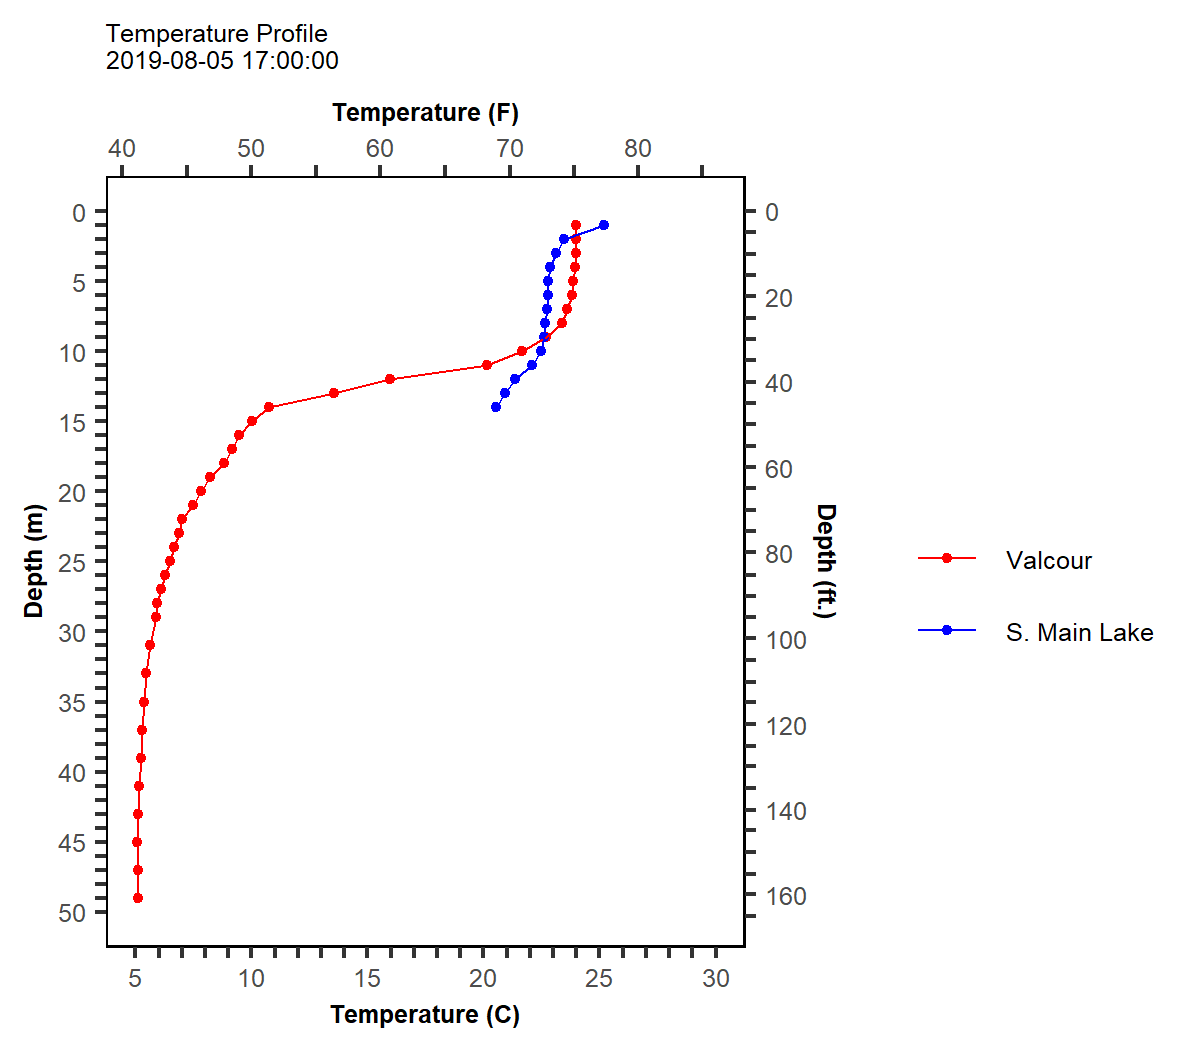 Temperature Profile
2019-08-05 17:00:00
Temperature (F)
40 50 60 70 80
0
5
10
15
20
25
30
35
40
45
50
Depth (m)
0
20
40
60
80
100
120
140
160
Depth (ft.)
5 10 15 20 25 30
Temperature (C)
Valcour
S. Main Lake